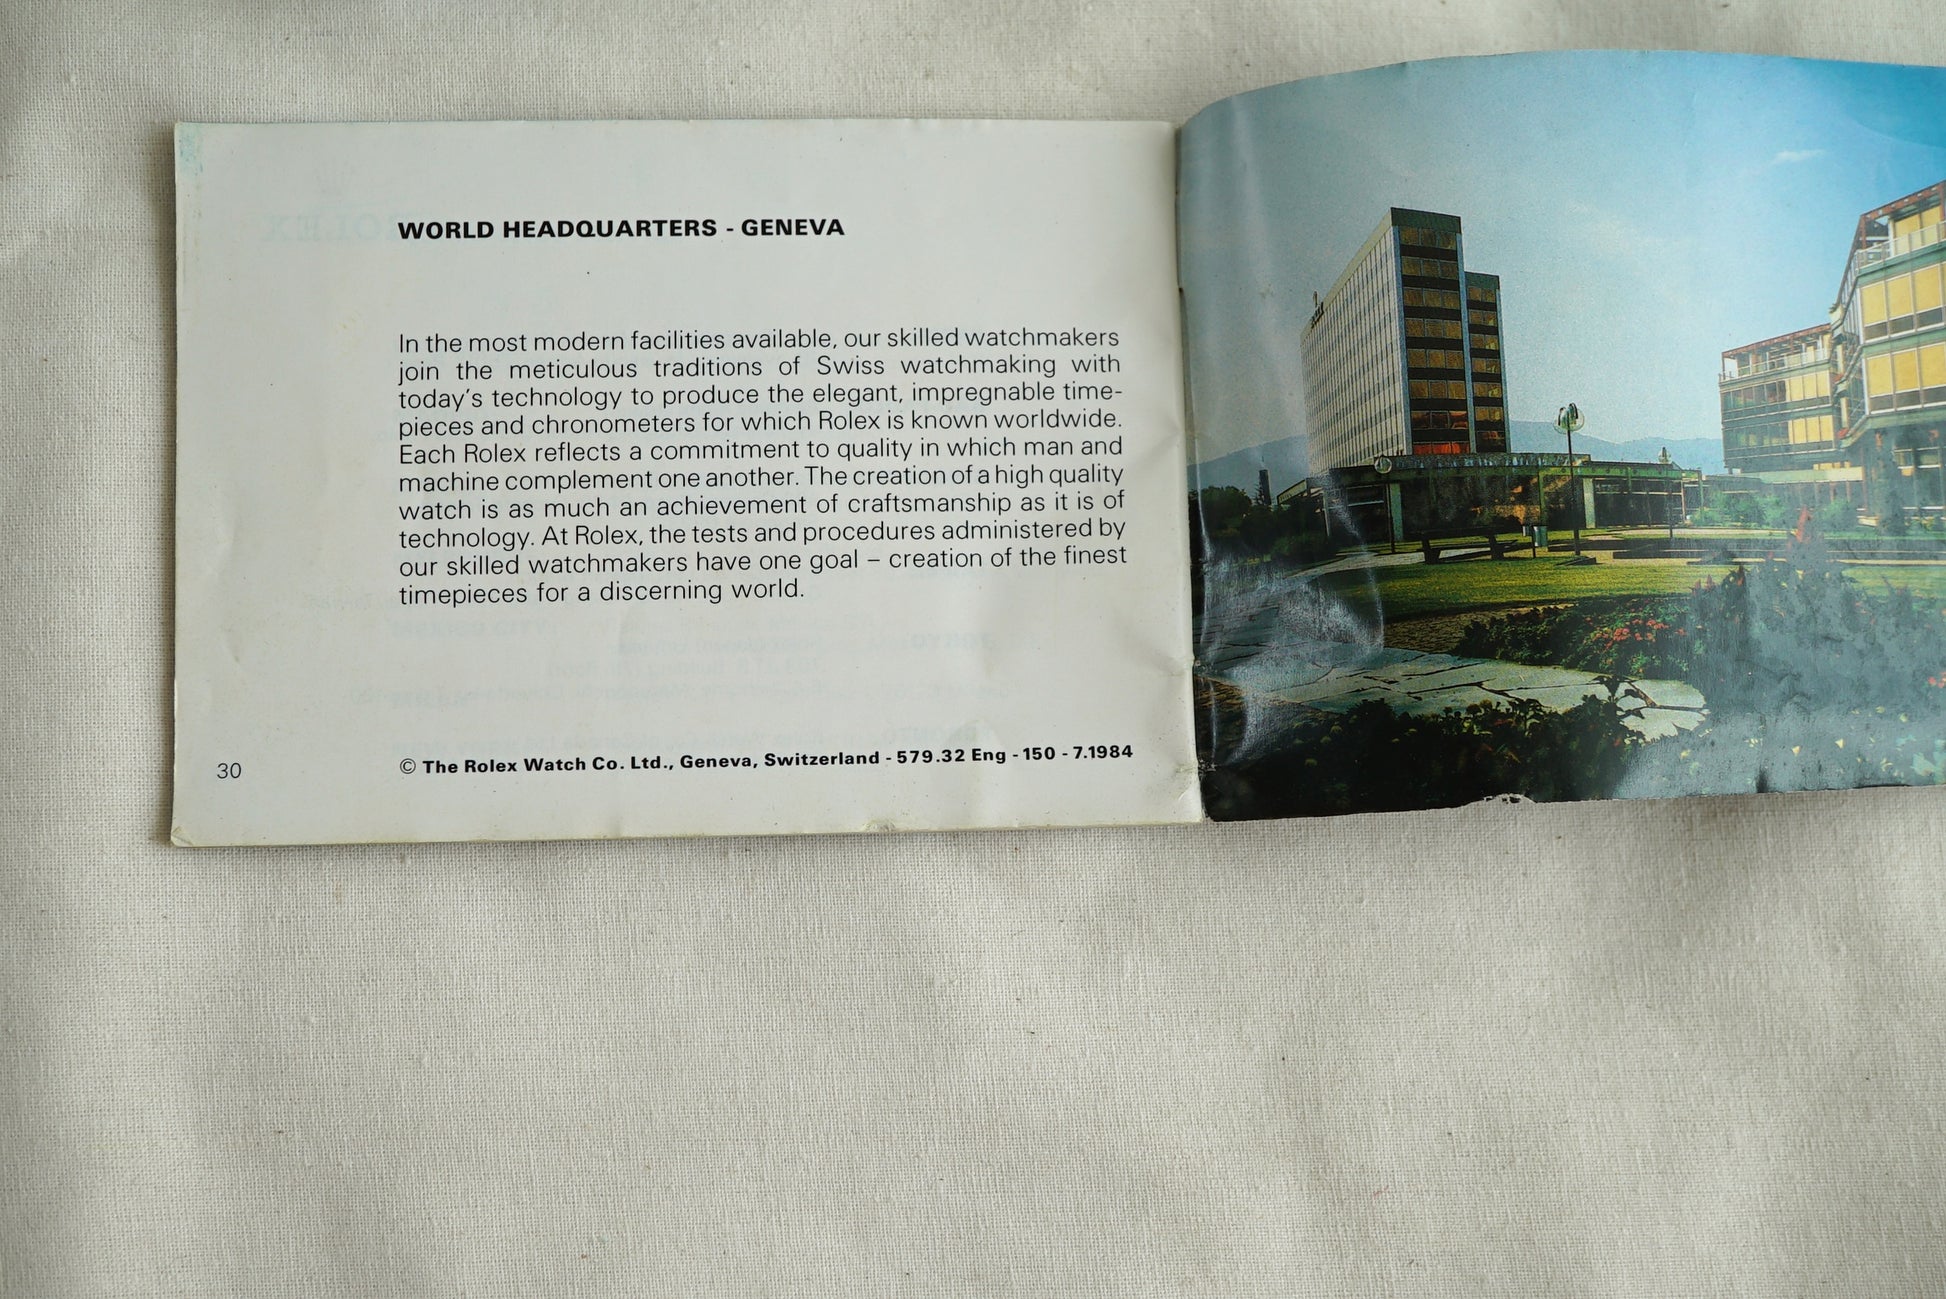 WORLD HEADQUARTERS - GENEVA
In the most modern facilities available, our skilled watchmakers
join the meticulous traditions of Swiss watchmaking with
today's technology to produce the elegant, impregnable time-
pieces and chronometers for which Rolex is known worldwide.
Each Rolex reflects a commitment to quality in which man and
machine complement one another. The creation of a high quality
watch is as much an achievement of craftsmanship as it is of
technology. At Rolex, the tests and procedures administered by
our skilled watchmakers have one goal – creation of the finest
timepieces for a discerning world.
30
© The Rolex Watch Co. Ltd., Geneva, Switzerland - 579.32 Eng - 150 - 7.1984